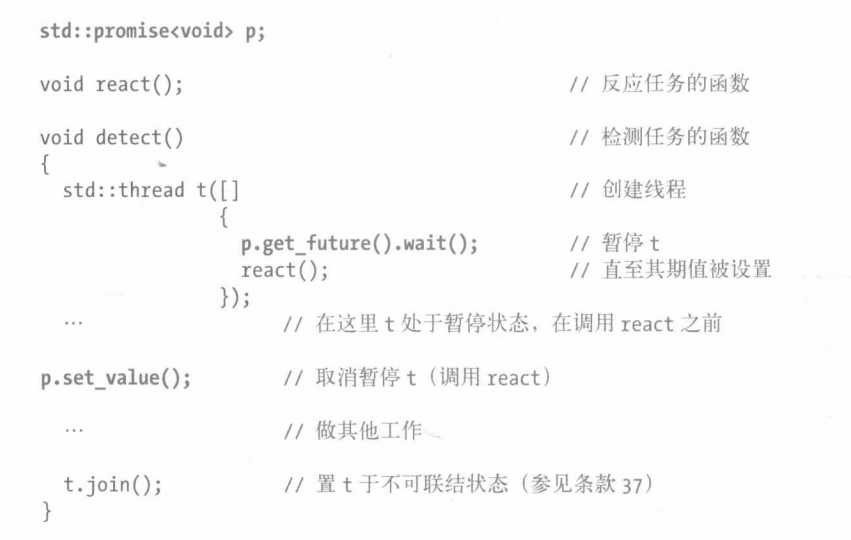 std::promise<void> p;
void react(); // 反应任务的函数
void detect() // 检测任务的函数
{
std::thread t([] // 创建线程
{
p.get_future().wait(); // 暂停 t
react(); // 直至其期值被设置
});
… // 在这里 t 处于暂停状态，在调用 react 之前
p.set_value(); // 取消暂停 t（调用 react）
… // 做其他工作
t.join(); // 置 t 于不可联结状态（参见条款 37）
}